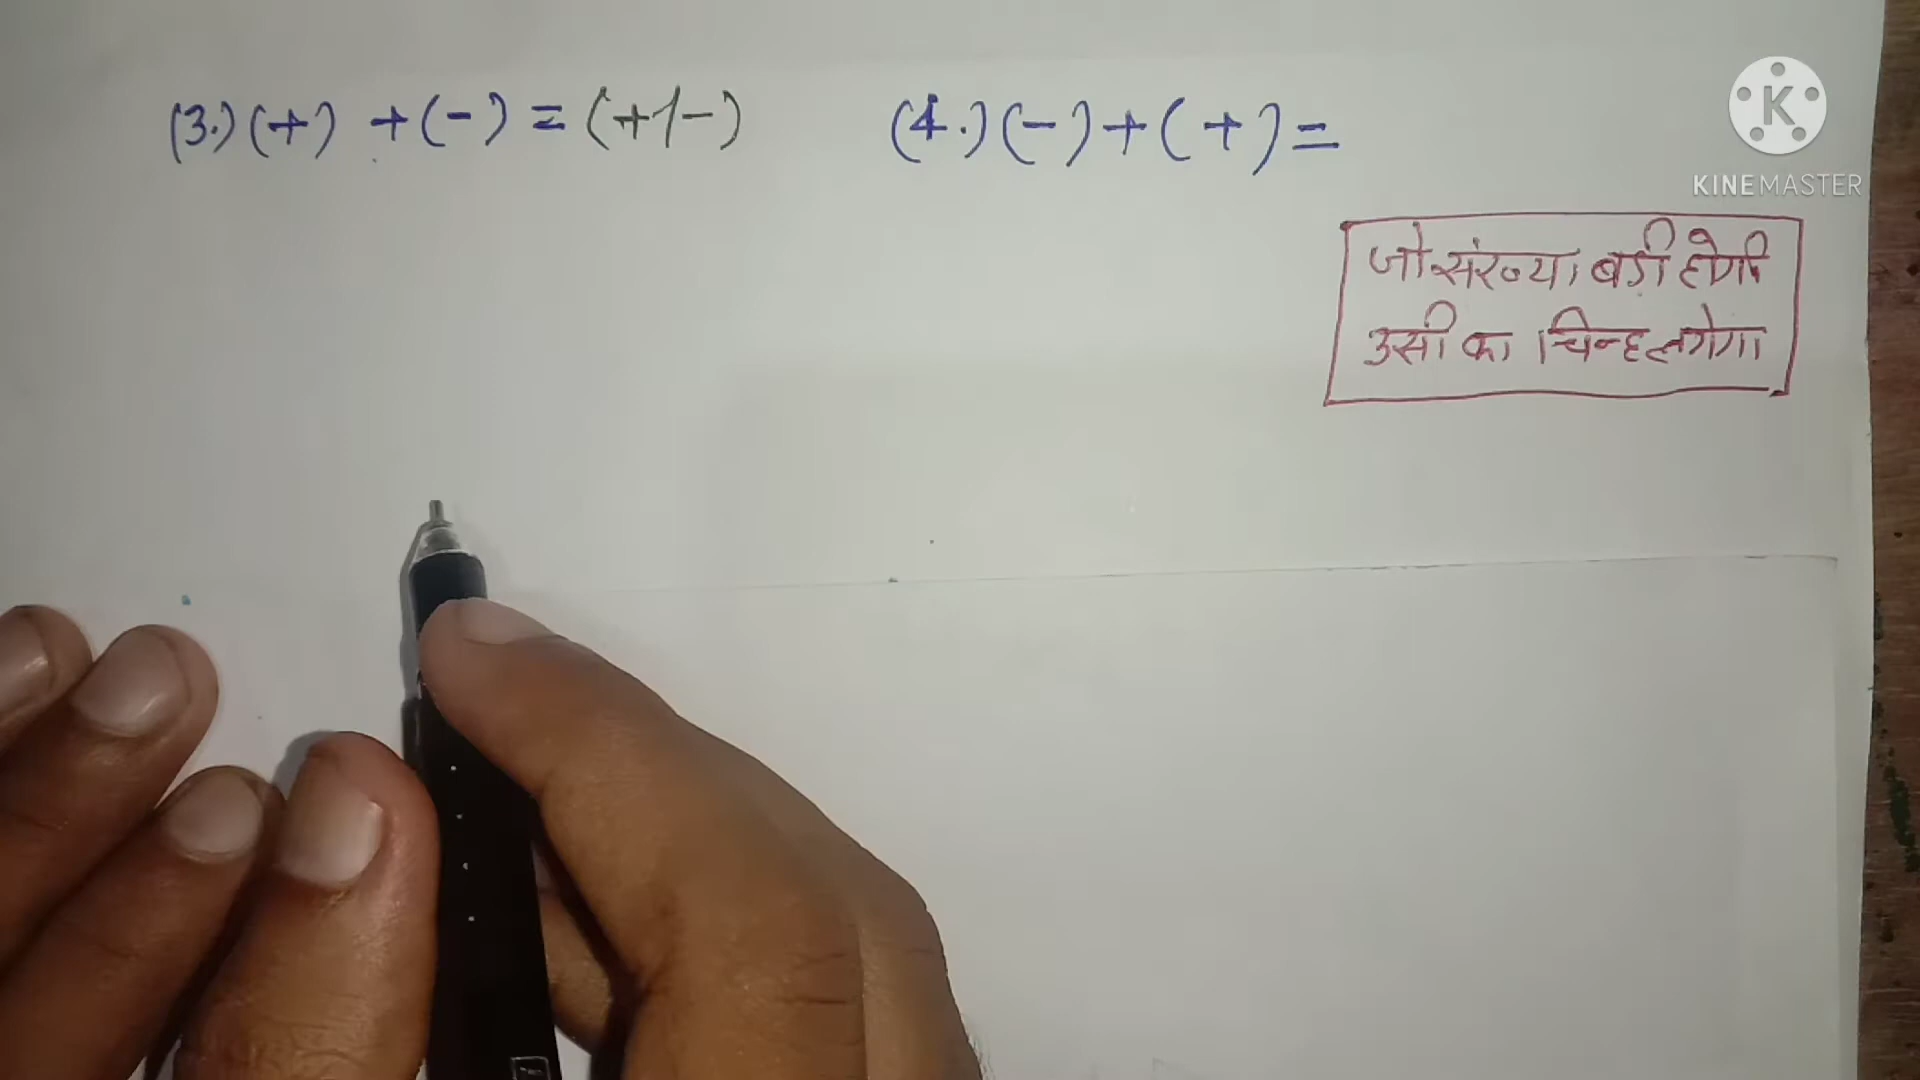 (3.) (+) + (-) = (+/-)
(4.) (-) + (+) =
KINEMASTER
जो संख्या बड़ी होगी
उसी का चिन्ह लगेगा